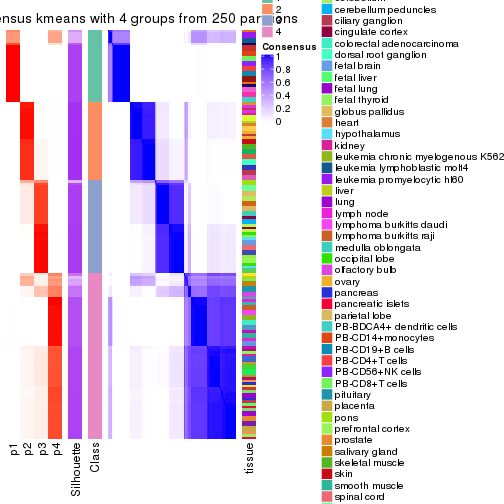 ensus kmeans with 4 groups from 250 partitions
2
4
Consensus
1
0.8
0.6
0.4
0.2
0
cerebellum peduncles
ciliary ganglion
cingulate cortex
colorectal adenocarcinoma
dorsal root ganglion
fetal brain
fetal liver
fetal lung
fetal thyroid
globus pallidus
heart
hypothalamus
kidney
leukemia chronic myelogenous K562
leukemia lymphoblastic molt4
leukemia promyelocytic hl60
liver
lung
lymph node
lymphoma burkitts daudi
lymphoma burkitts raji
medulla oblongata
occipital lobe
olfactory bulb
ovary
pancreas
pancreatic islets
parietal lobe
PB-BDCA4+ dendritic cells
PB-CD14+monocytes
PB-CD19+B cells
PB-CD4+T cells
PB-CD56+NK cells
PB-CD8+T cells
pituitary
placenta
pons
prefrontal cortex
prostate
salivary gland
skeletal muscle
skin
smooth muscle
spinal cord
p1
p2
p3
p4
Silhouette
Class
tissue